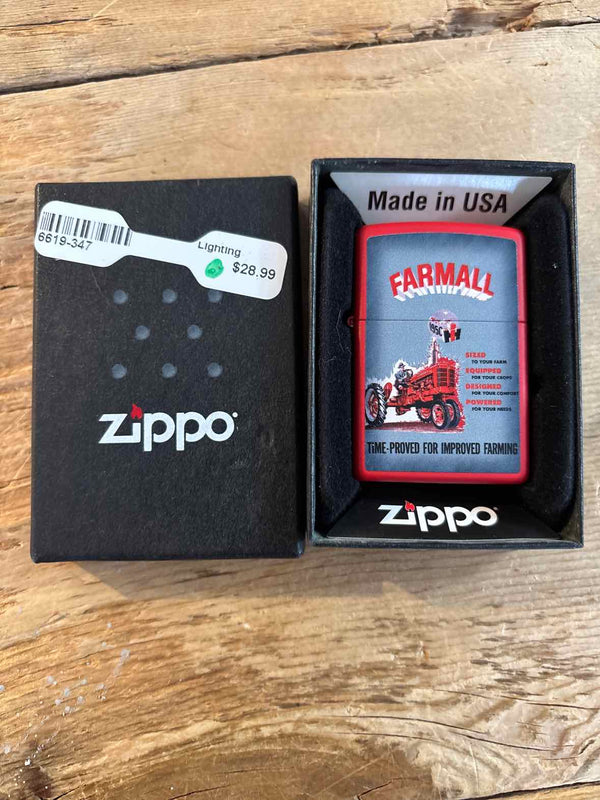 6619-347
Lighting
$28.99
zippo
Made in USA
FARMALL
IH
SIZED
TO YOUR FARM
EQUIPPED
FOR YOUR CROPS
DESIGNED
FOR YOUR COMFORT
POWERED
FOR YOUR NEEDS
TIME-PROVED FOR IMPROVED FARMING
zippo